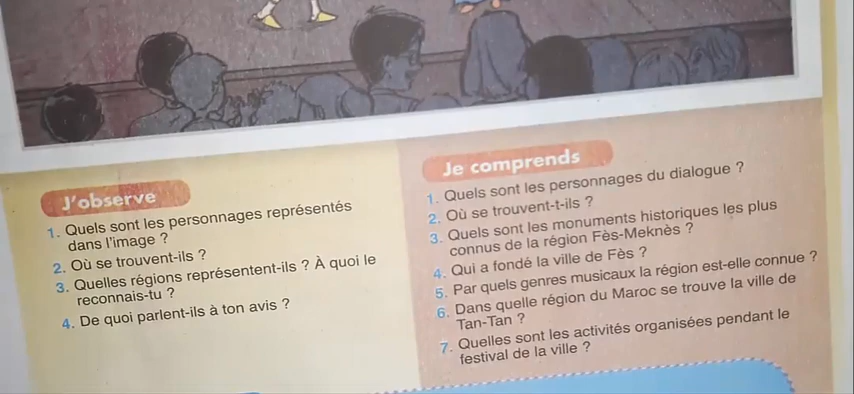 J'observe
1. Quels sont les personnages représentés
dans l'image ?
2. Où se trouvent-ils ?
3. Quelles régions représentent-ils ? À quoi le
reconnais-tu ?
4. De quoi parlent-ils à ton avis ?
Je comprends
1. Quels sont les personnages du dialogue ?
2. Où se trouvent-t-ils ?
3. Quels sont les monuments historiques les plus
connus de la région Fès-Meknès ?
4. Qui a fondé la ville de Fès ?
5. Par quels genres musicaux la région est-elle connue ?
6. Dans quelle région du Maroc se trouve la ville de
Tan-Tan ?
7. Quelles sont les activités organisées pendant le
festival de la ville ?